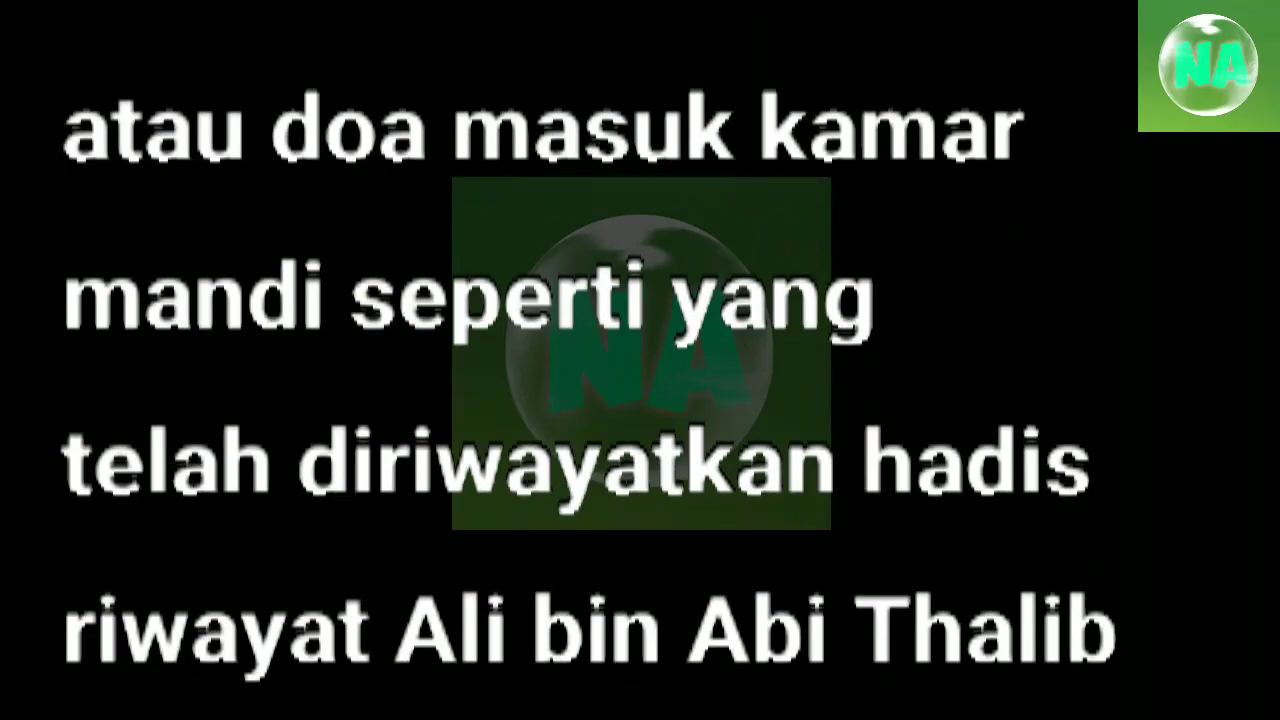 NA
atau doa masuk kamar
mandi seperti yang
NA
telah diriwayatkan hadis
riwayat Ali bin Abi Thalib